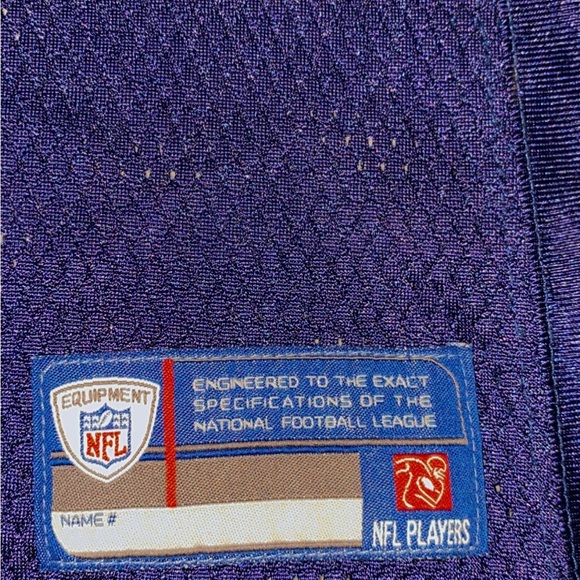 EQUIPMENT
NFL
ENGINEERED TO THE EXACT
SPECIFICATIONS OF THE
NATIONAL FOOTBALL LEAGUE
NAME #
NFL PLAYERS